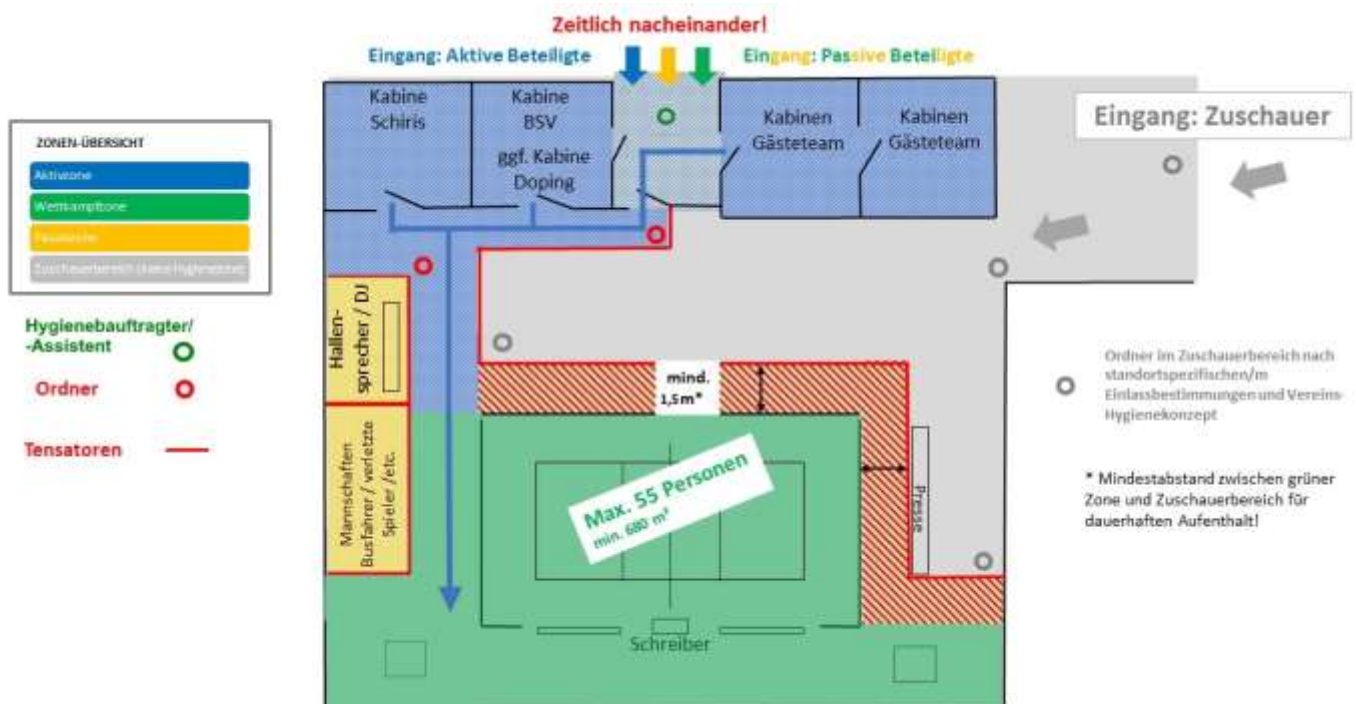 Zeitlich nacheinander!
Eingang: Aktive Beteiligte
Eingang: Passive Beteiligte
Kabine
Schiris
Kabine
BSV
ggf. Kabine
Doping
Kabinen
Gästeteam
Kabinen
Gästeteam
Eingang: Zuschauer
ZONEN-ÜBERSICHT
Aktivzone
Zuschauerbereich
Hygienebauftragter/
-Assistent
Ordner
Tensatoren
Hallen-
sprecher / DJ
Mannschaften
Busfahrer / verletzte
Spieler /etc.
mind.
1,5m*
Max. 55 Personen
min. 680 m²
Presse
Schreiber
Ordner im Zuschauerbereich nach
standortspezifischen/m
Einlassbestimmungen und Vereins-
Hygienekonzept
* Mindestabstand zwischen grüner
Zone und Zuschauerbereich für
dauerhaften Aufenthalt!